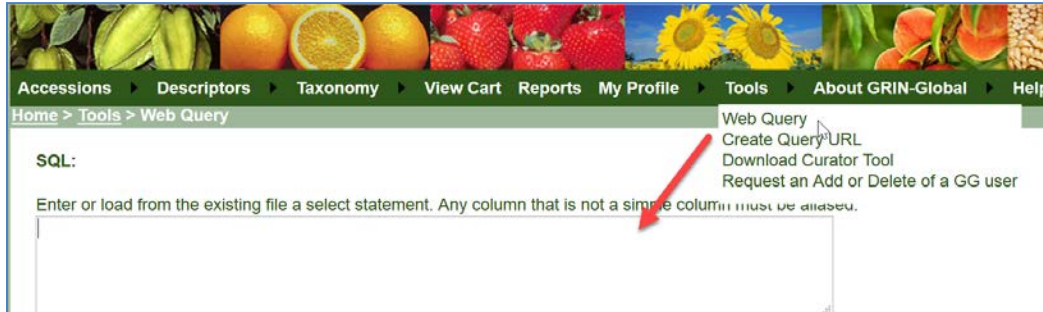 Accessions Descriptors Taxonomy View Cart Reports My Profile Tools About GRIN-Global Help
Home > Tools > Web Query
Web Query
Create Query URL
Download Curator Tool
Request an Add or Delete of a GG user
SQL:
Enter or load from the existing file a select statement. Any column that is not a simple column must be aliased.